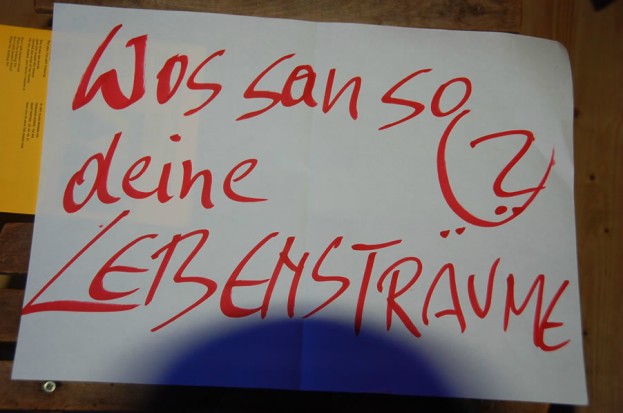 Wos san so
deine (?)
LEBENSTRÄUME